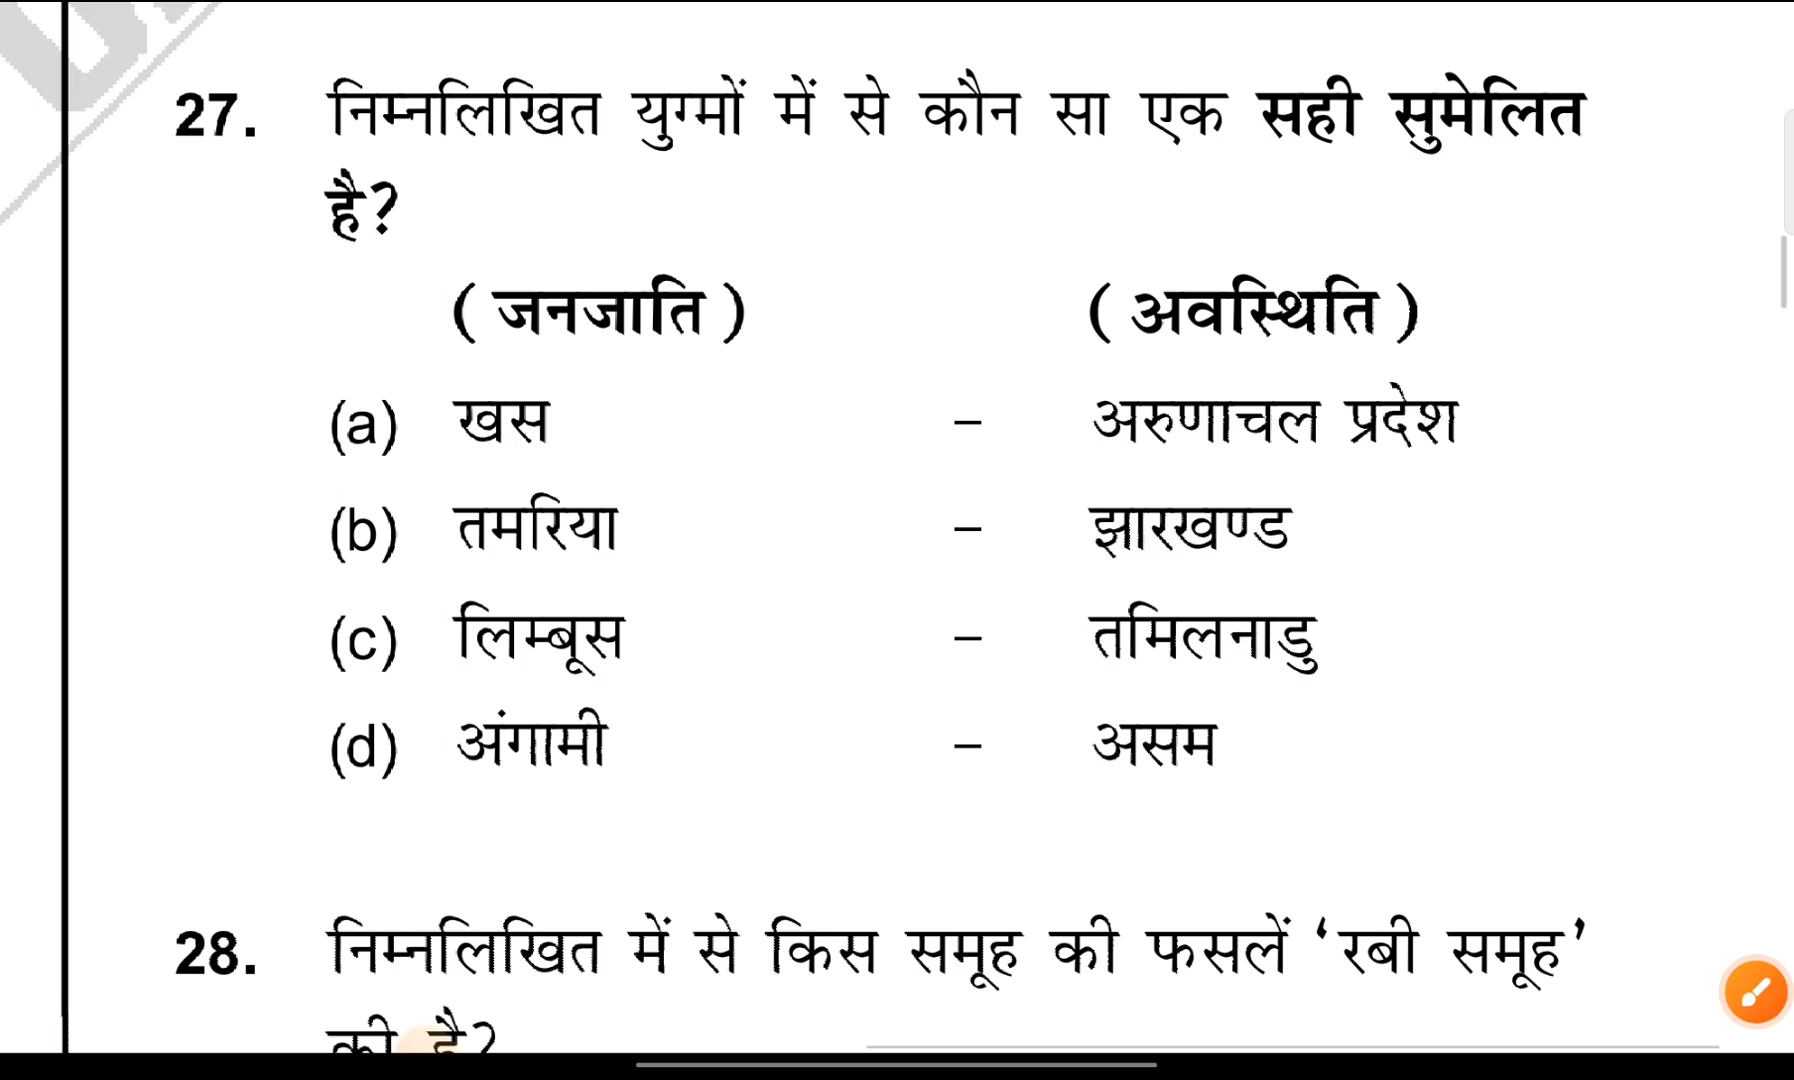 27. निम्नलिखित युग्मों में से कौन सा एक सही सुमेलित
है?
( जनजाति ) ( अवस्थिति )
(a) खस – अरुणाचल प्रदेश
(b) तमरिया – झारखण्ड
(c) लिम्बूस – तमिलनाडु
(d) अंगामी – असम
28. निम्नलिखित में से किस समूह की फसलें ‘रबी समूह’
की है?